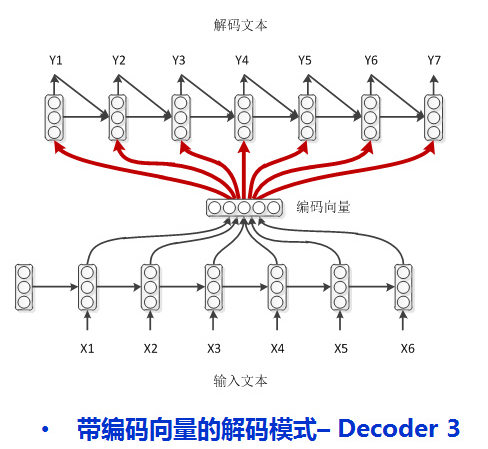 解码文本
Y1 Y2 Y3 Y4 Y5 Y6 Y7
编码向量
X1 X2 X3 X4 X5 X6
输入文本
• 带编码向量的解码模式– Decoder 3